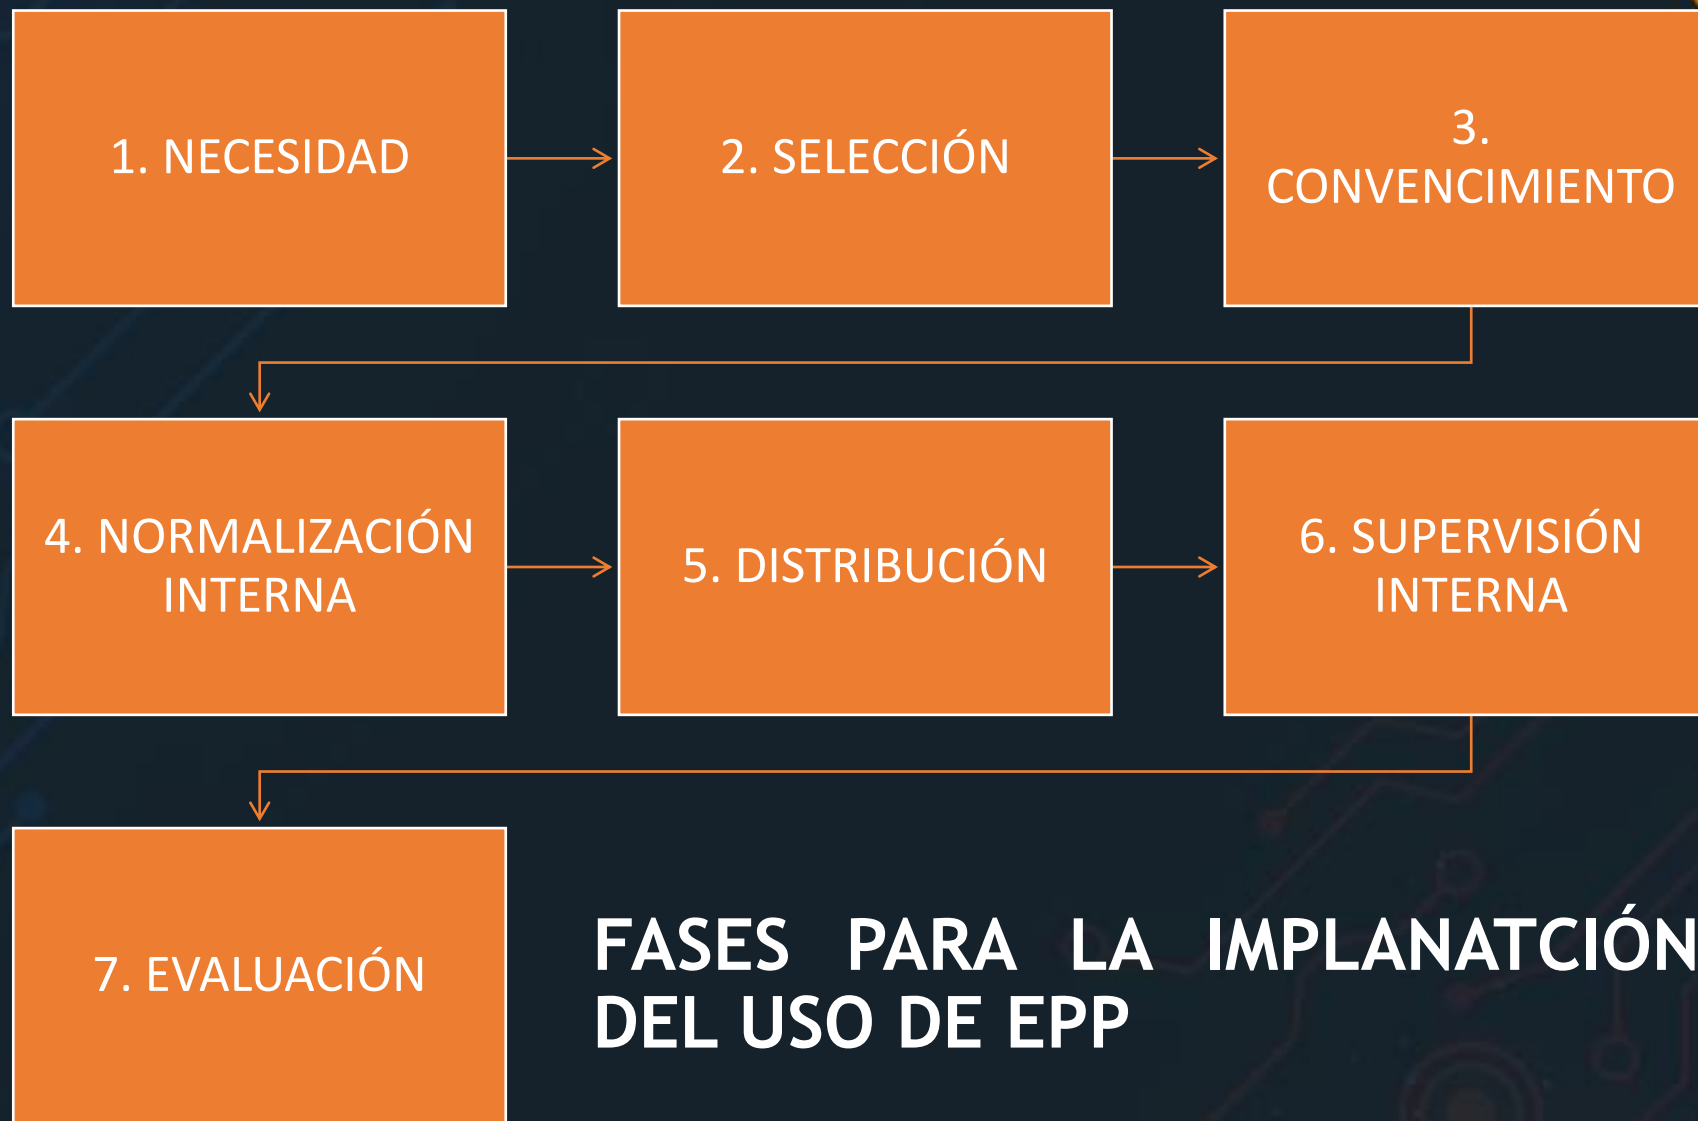 1. NECESIDAD
2. SELECCIÓN
3.
CONVENCIMIENTO
4. NORMALIZACIÓN
INTERNA
5. DISTRIBUCIÓN
6. SUPERVISIÓN
INTERNA
7. EVALUACIÓN
FASES PARA LA IMPLANATCIÓN
DEL USO DE EPP